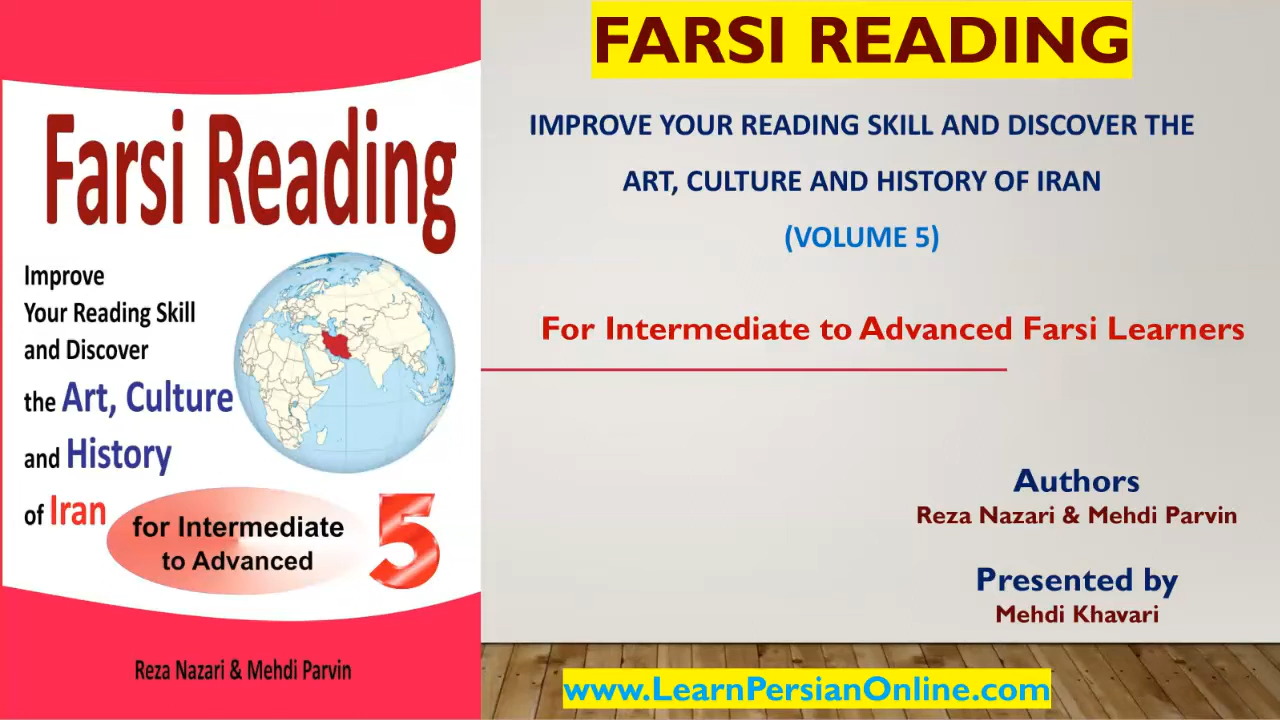 Farsi Reading
Improve
Your Reading Skill
and Discover
the Art, Culture
and History
of Iran
for Intermediate
to Advanced
5
Reza Nazari & Mehdi Parvin
FARSI READING
IMPROVE YOUR READING SKILL AND DISCOVER THE
ART, CULTURE AND HISTORY OF IRAN
(VOLUME 5)
For Intermediate to Advanced Farsi Learners
Authors
Reza Nazari & Mehdi Parvin
Presented by
Mehdi Khavari
www.LearnPersianOnline.com